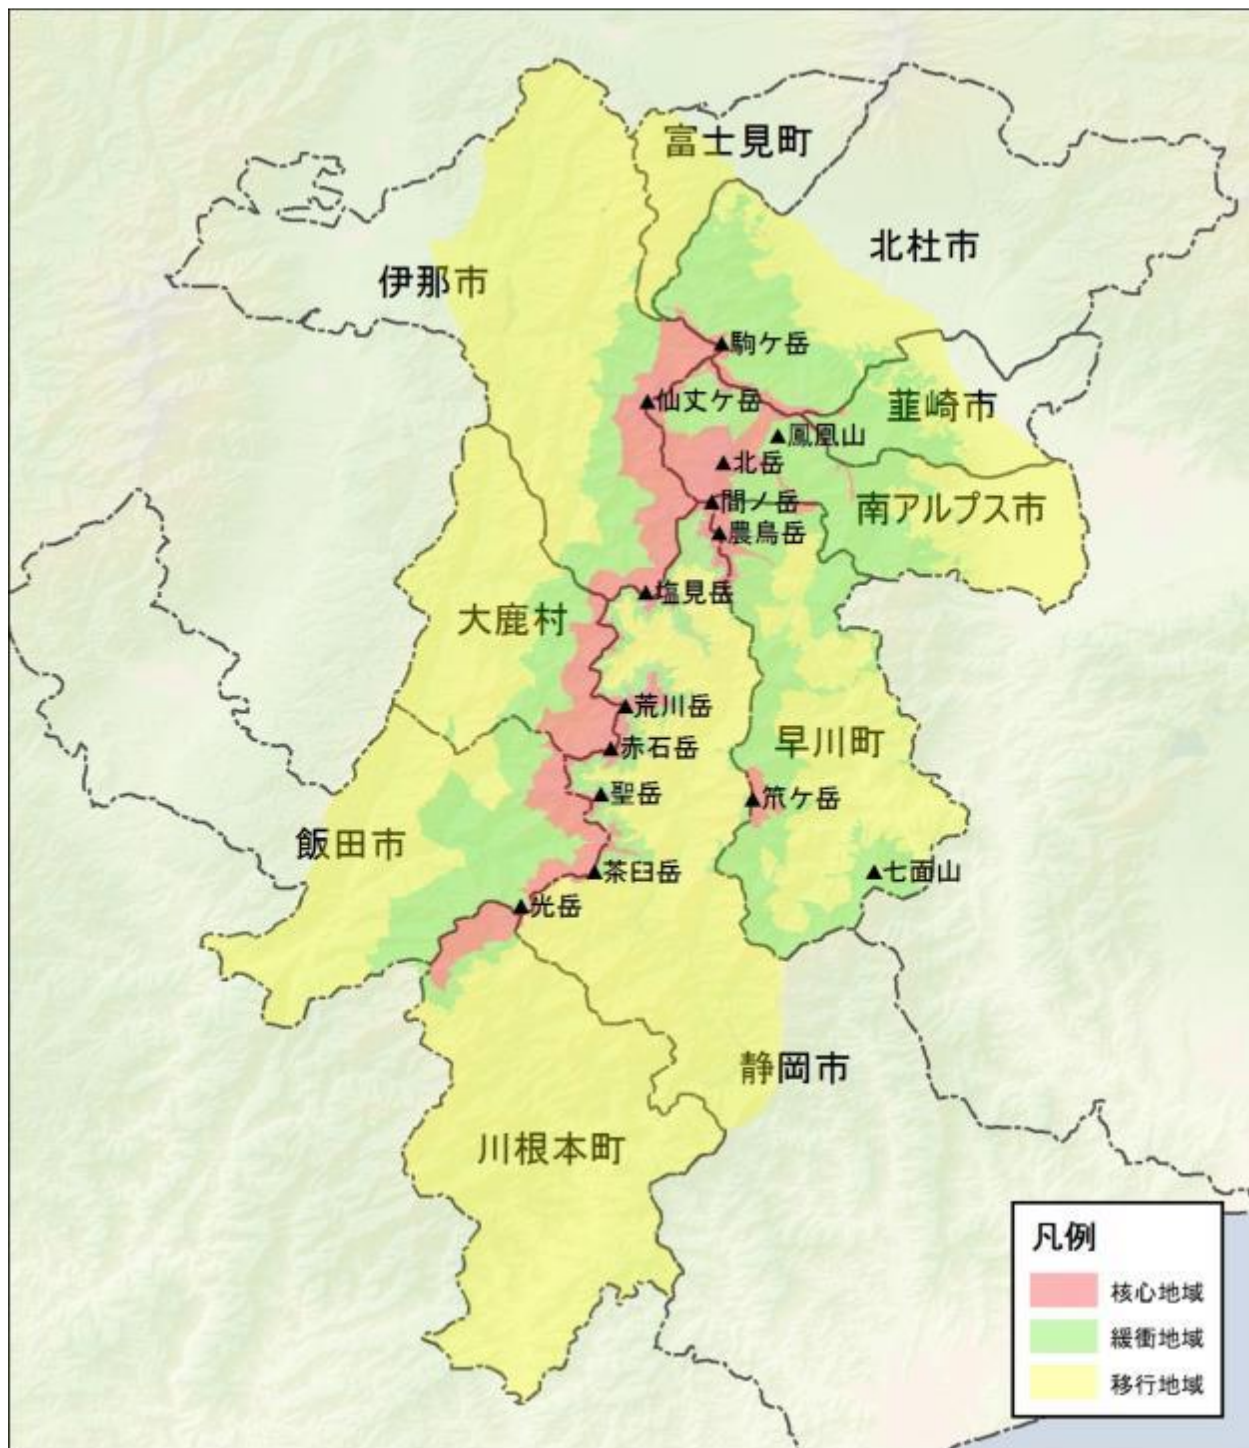 富士見町
北杜市
伊那市
▲駒ケ岳
▲仙丈ケ岳
韮崎市
▲鳳凰山
▲北岳
▲間ノ岳
南アルプス市
▲農鳥岳
▲塩見岳
大鹿村
▲荒川岳
早川町
▲赤石岳
▲聖岳
▲笊ケ岳
飯田市
▲茶臼岳
▲七面山
▲光岳
静岡市
川根本町
凡例
核心地域
緩衝地域
移行地域